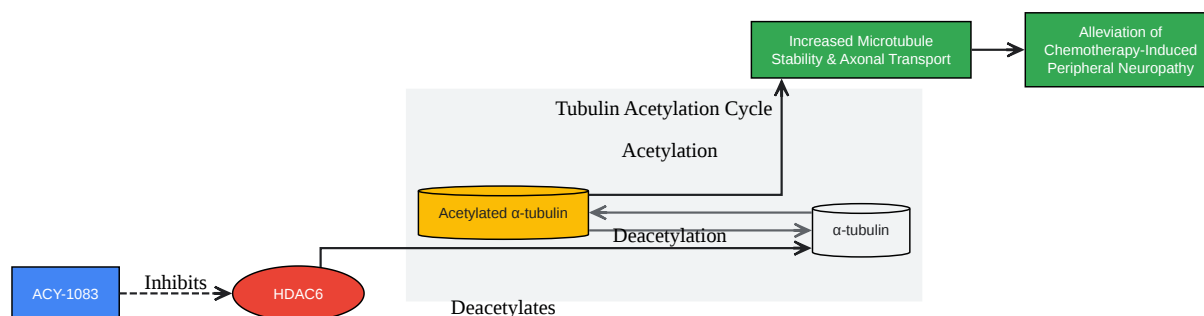 Increased Microtubule
Stability & Axonal Transport
Alleviation of
Chemotherapy-Induced
Peripheral Neuropathy
Tubulin Acetylation Cycle
Acetylation
Acetylated α-tubulin
α-tubulin
Deacetylation
Inhibits
ACY-1083
HDAC6
Deacetylates